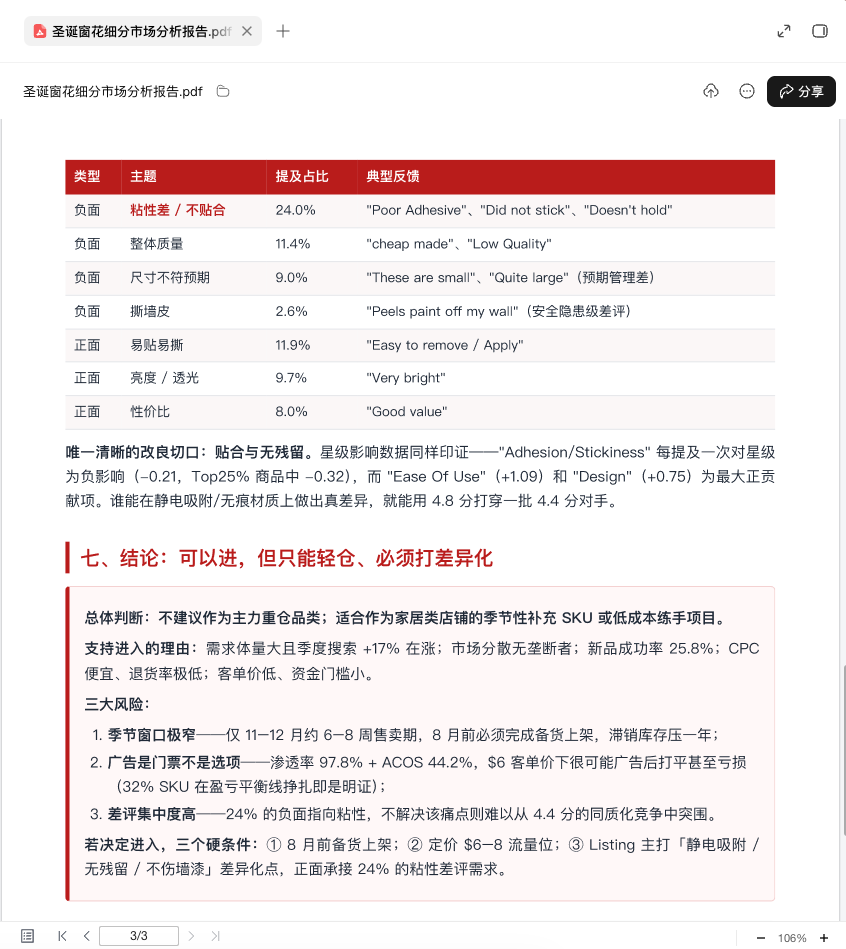 圣诞窗花细分市场分析报告.pdf
圣诞窗花细分市场分析报告.pdf
分享
类型 主题 提及占比 典型反馈
负面 粘性差 / 不贴合 24.0% "Poor Adhesive"、"Did not stick"、"Doesn't hold"
负面 整体质量 11.4% "cheap made"、"Low Quality"
负面 尺寸不符预期 9.0% "These are small"、"Quite large"（预期管理差）
负面 撕墙皮 2.6% "Peels paint off my wall"（安全隐患级差评）
正面 易贴易撕 11.9% "Easy to remove / Apply"
正面 亮度 / 透光 9.7% "Very bright"
正面 性价比 8.0% "Good value"
唯一清晰的改良切口：贴合与无残留。星级影响数据同样印证——"Adhesion/Stickiness" 每提及一次对星级
为负影响（−0.21，Top25% 商品中 −0.32），而 "Ease Of Use"（+1.09）和 "Design"（+0.75）为最大正贡
献项。谁能在静电吸附/无痕材质上做出真差异，就能用 4.8 分打穿一批 4.4 分对手。
七、结论：可以进，但只能轻仓、必须打差异化
总体判断：不建议作为主力重仓品类；适合作为家居类店铺的季节性补充 SKU 或低成本练手项目。
支持进入的理由：需求体量大且季度搜索 +17% 在涨；市场分散无垄断者；新品成功率 25.8%；CPC
便宜、退货率极低；客单价低、资金门槛小。
三大风险：
1. 季节窗口极窄——仅 11—12 月约 6—8 周售卖期，8 月前必须完成备货上架，滞销库存压一年；
2. 广告是门票不是选项——渗透率 97.8% + ACOS 44.2%，$6 客单价下很可能广告后打平甚至亏损
（32% SKU 在盈亏平衡线挣扎即是明证）；
3. 差评集中度高——24% 的负面指向粘性，不解决该痛点则难以从 4.4 分的同质化竞争中突围。
若决定进入，三个硬条件：① 8 月前备货上架；② 定价 $6—8 流量位；③ Listing 主打「静电吸附 /
无残留 / 不伤墙漆」差异化点，正面承接 24% 的粘性差评需求。
3/3
106%